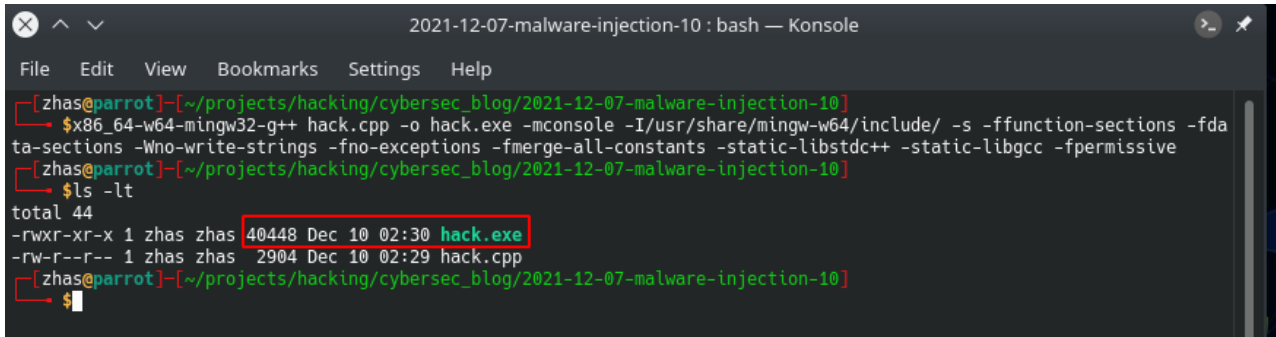 2021-12-07-malware-injection-10 : bash — Konsole
File Edit View Bookmarks Settings Help
[zhas@parrot]-[~/projects/hacking/cybersec_blog/2021-12-07-malware-injection-10]
$x86_64-w64-mingw32-g++ hack.cpp -o hack.exe -mconsole -I/usr/share/mingw-w64/include/ -s -ffunction-sections -fda
ta-sections -Wno-write-strings -fno-exceptions -fmerge-all-constants -static-libstdc++ -static-libgcc -fpermissive
[zhas@parrot]-[~/projects/hacking/cybersec_blog/2021-12-07-malware-injection-10]
$ls -lt
total 44
-rwxr-xr-x 1 zhas zhas 40448 Dec 10 02:30 hack.exe
-rw-r--r-- 1 zhas zhas  2904 Dec 10 02:29 hack.cpp
[zhas@parrot]-[~/projects/hacking/cybersec_blog/2021-12-07-malware-injection-10]
$